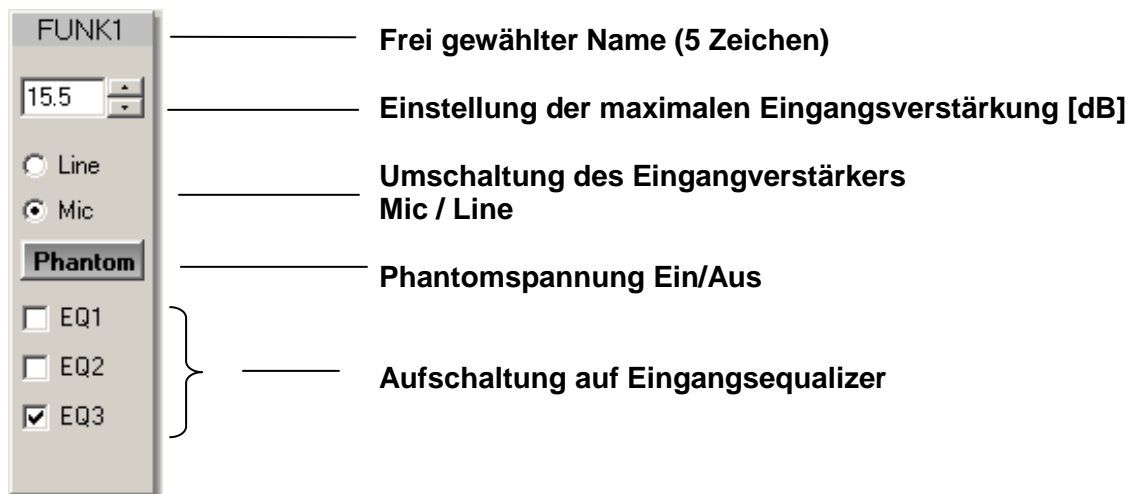 FUNK1
Frei gewählter Name (5 Zeichen)
15.5
Einstellung der maximalen Eingangsverstärkung [dB]
Line
Umschaltung des Eingangverstärkers
Mic
Mic / Line
Phantom
Phantomspannung Ein/Aus
EQ1
EQ2
Aufschaltung auf Eingangsequalizer
EQ3